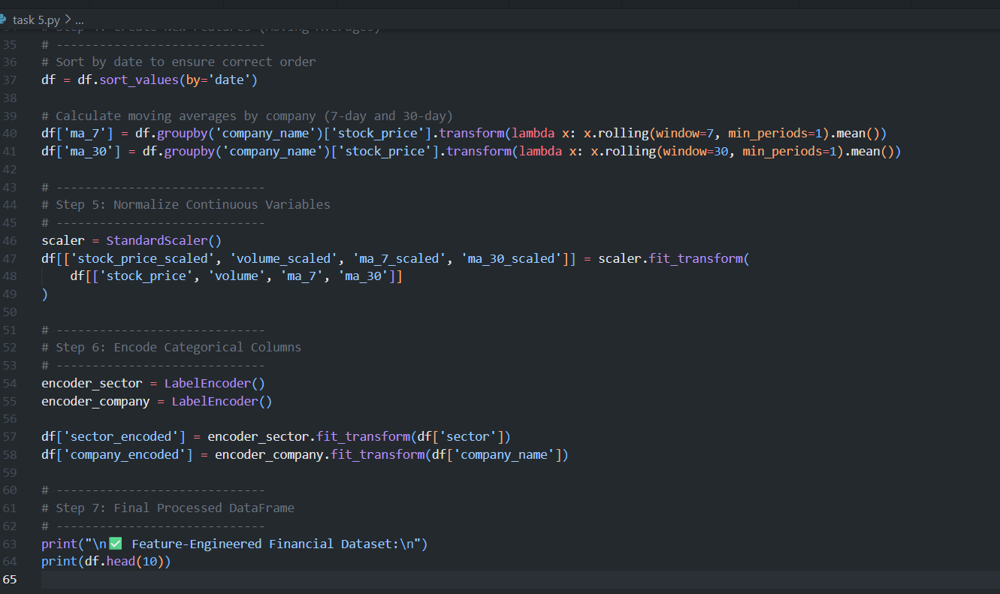 task 5.py > ...
# Step 4: Create New Features (Moving Averages)
35 # -----------------------------
36 # Sort by date to ensure correct order
37 df = df.sort_values(by='date')
38
39 # Calculate moving averages by company (7-day and 30-day)
40 df['ma_7'] = df.groupby('company_name')['stock_price'].transform(lambda x: x.rolling(window=7, min_periods=1).mean())
41 df['ma_30'] = df.groupby('company_name')['stock_price'].transform(lambda x: x.rolling(window=30, min_periods=1).mean())
42
43 # -----------------------------
44 # Step 5: Normalize Continuous Variables
45 # -----------------------------
46 scaler = StandardScaler()
47 df[['stock_price_scaled', 'volume_scaled', 'ma_7_scaled', 'ma_30_scaled']] = scaler.fit_transform(
48     df[['stock_price', 'volume', 'ma_7', 'ma_30']]
49 )
50
51 # -----------------------------
52 # Step 6: Encode Categorical Columns
53 # -----------------------------
54 encoder_sector = LabelEncoder()
55 encoder_company = LabelEncoder()
56
57 df['sector_encoded'] = encoder_sector.fit_transform(df['sector'])
58 df['company_encoded'] = encoder_company.fit_transform(df['company_name'])
59
60 # -----------------------------
61 # Step 7: Final Processed DataFrame
62 # -----------------------------
63 print("\n✅ Feature-Engineered Financial Dataset:\n")
64 print(df.head(10))
65